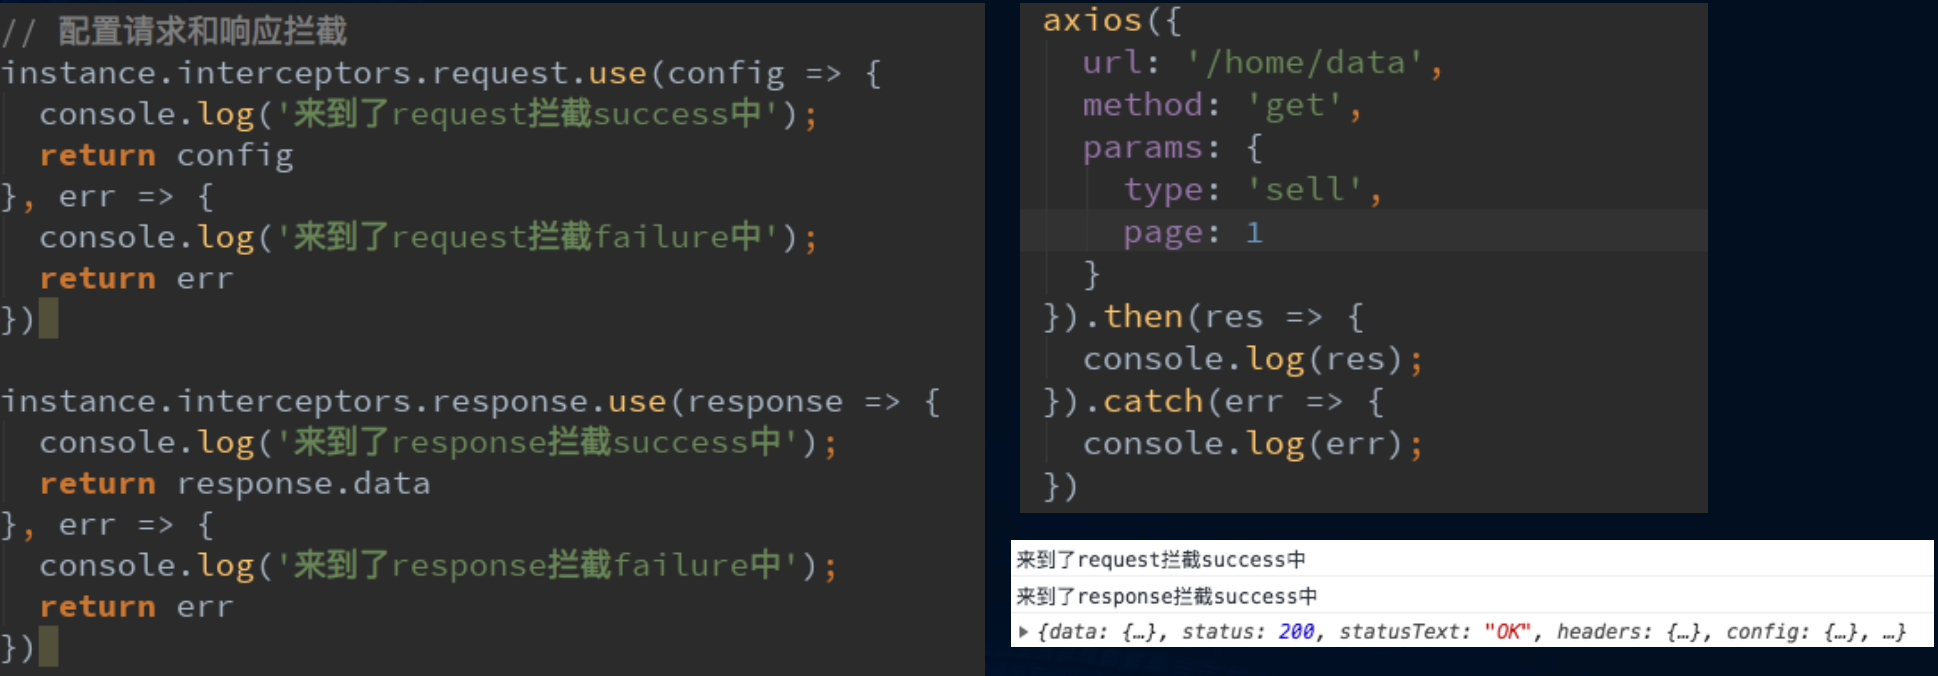 // 配置请求和响应拦截
instance.interceptors.request.use(config => {
  console.log('来到了request拦截success中');
  return config
}, err => {
  console.log('来到了request拦截failure中');
  return err
})
instance.interceptors.response.use(response => {
  console.log('来到了response拦截success中');
  return response.data
}, err => {
  console.log('来到了response拦截failure中');
  return err
})
axios({
  url: '/home/data',
  method: 'get',
  params: {
    type: 'sell',
    page: 1
  }
}).then(res => {
  console.log(res);
}).catch(err => {
  console.log(err);
})
来到了request拦截success中
来到了response拦截success中
▶ {data: {…}, status: 200, statusText: "OK", headers: {…}, config: {…}, …}